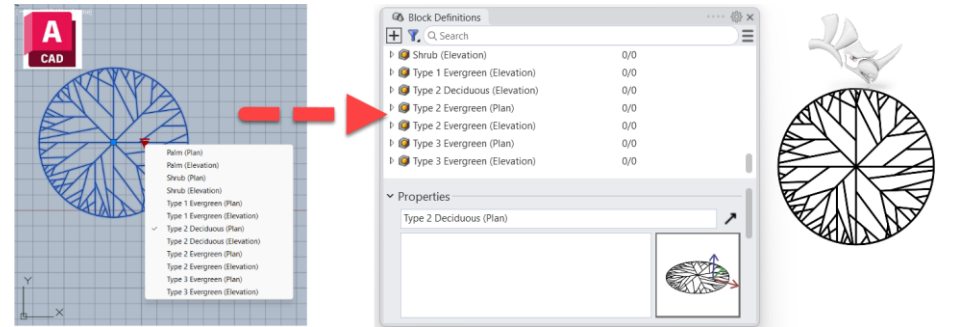 A
CAD
Palm (Plan)
Palm (Elevation)
Shrub (Plan)
Shrub (Elevation)
Type 1 Evergreen (Plan)
Type 1 Evergreen (Elevation)
Type 2 Deciduous (Plan)
Type 2 Deciduous (Elevation)
Type 2 Evergreen (Plan)
Type 2 Evergreen (Elevation)
Type 3 Evergreen (Plan)
Type 3 Evergreen (Elevation)
Y
X
Block Definitions
Search
Shrub (Elevation) 0/0
Type 1 Evergreen (Elevation) 0/0
Type 2 Deciduous (Elevation) 0/0
Type 2 Evergreen (Plan) 0/0
Type 2 Evergreen (Elevation) 0/0
Type 3 Evergreen (Plan) 0/0
Type 3 Evergreen (Elevation) 0/0
Properties
Type 2 Deciduous (Plan)